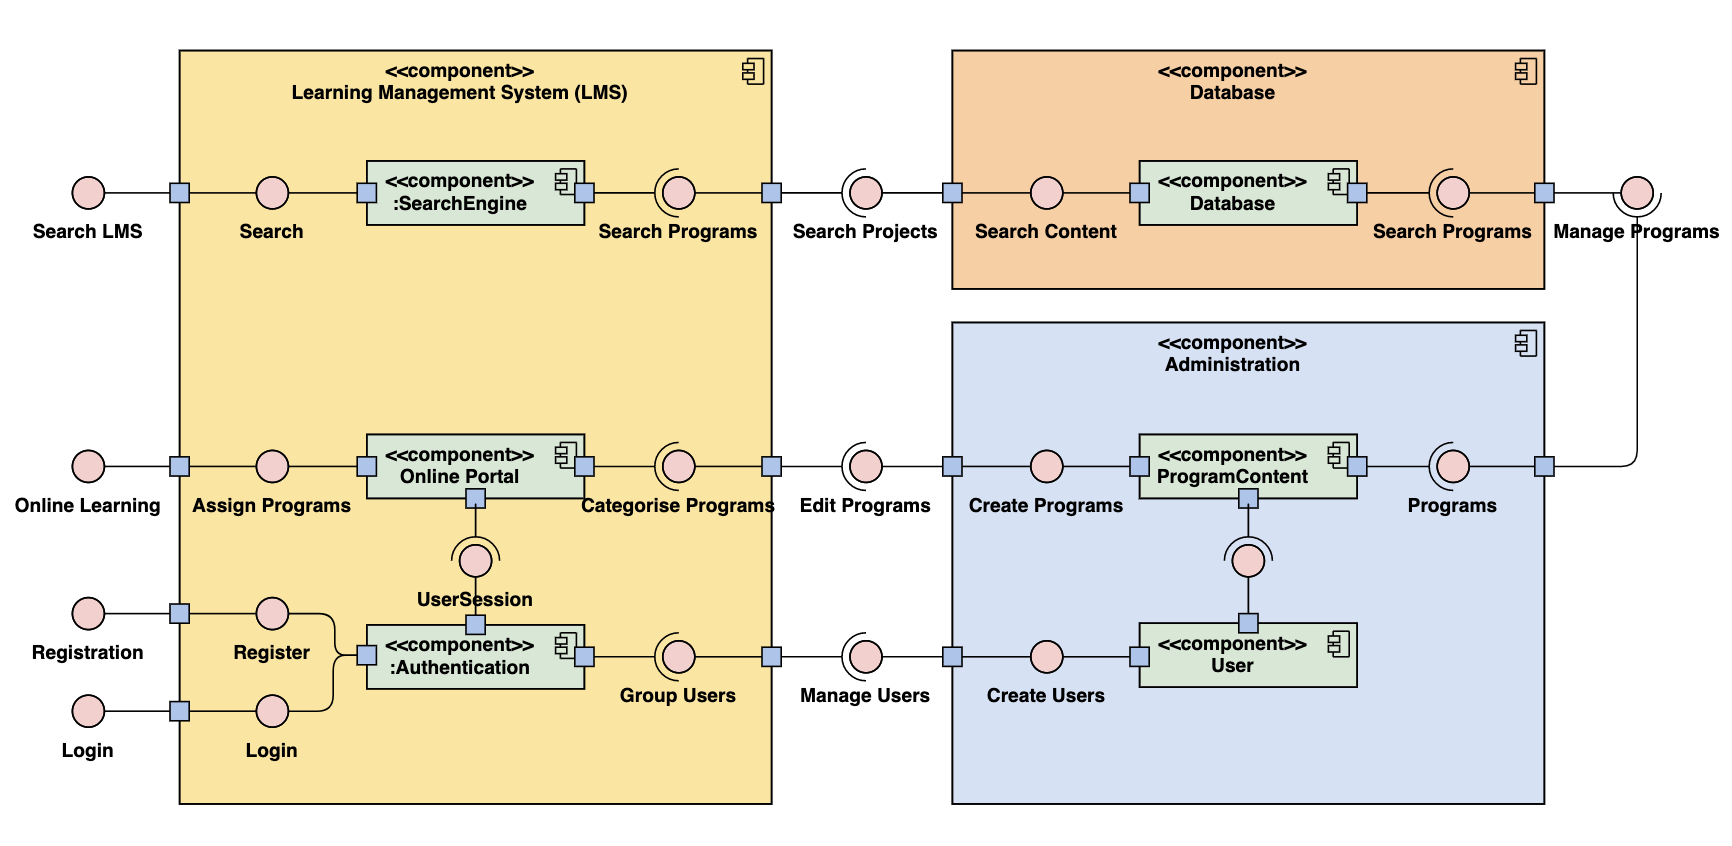 <<component>>
Learning Management System (LMS)
<<component>>
Database
<<component>>
:SearchEngine
<<component>>
Database
Search LMS
Search
Search Programs
Search Projects
Search Content
Search Programs
Manage Programs
<<component>>
Administration
<<component>>
Online Portal
<<component>>
ProgramContent
Online Learning
Assign Programs
Categorise Programs
Edit Programs
Create Programs
Programs
UserSession
<<component>>
:Authentication
<<component>>
User
Registration
Register
Group Users
Manage Users
Create Users
Login
Login